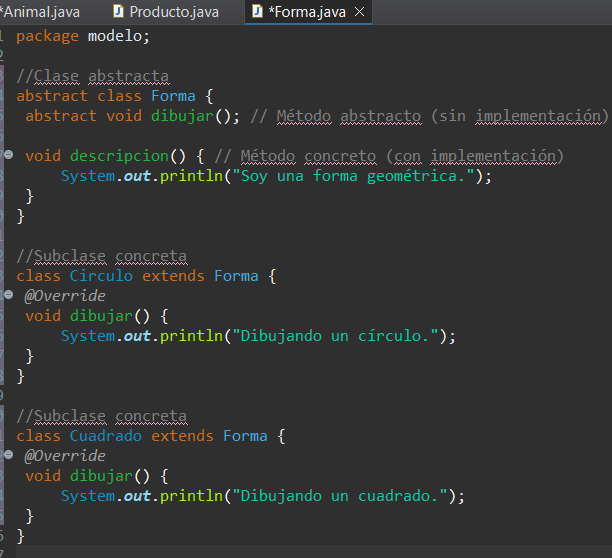 *Animal.java Producto.java *Forma.java
package modelo;
//Clase abstracta
abstract class Forma {
abstract void dibujar(); // Método abstracto (sin implementación)
void descripcion() { // Método concreto (con implementación)
System.out.println("Soy una forma geométrica.");
}
}
//Subclase concreta
class Circulo extends Forma {
@Override
void dibujar() {
System.out.println("Dibujando un círculo.");
}
}
//Subclase concreta
class Cuadrado extends Forma {
@Override
void dibujar() {
System.out.println("Dibujando un cuadrado.");
}
}